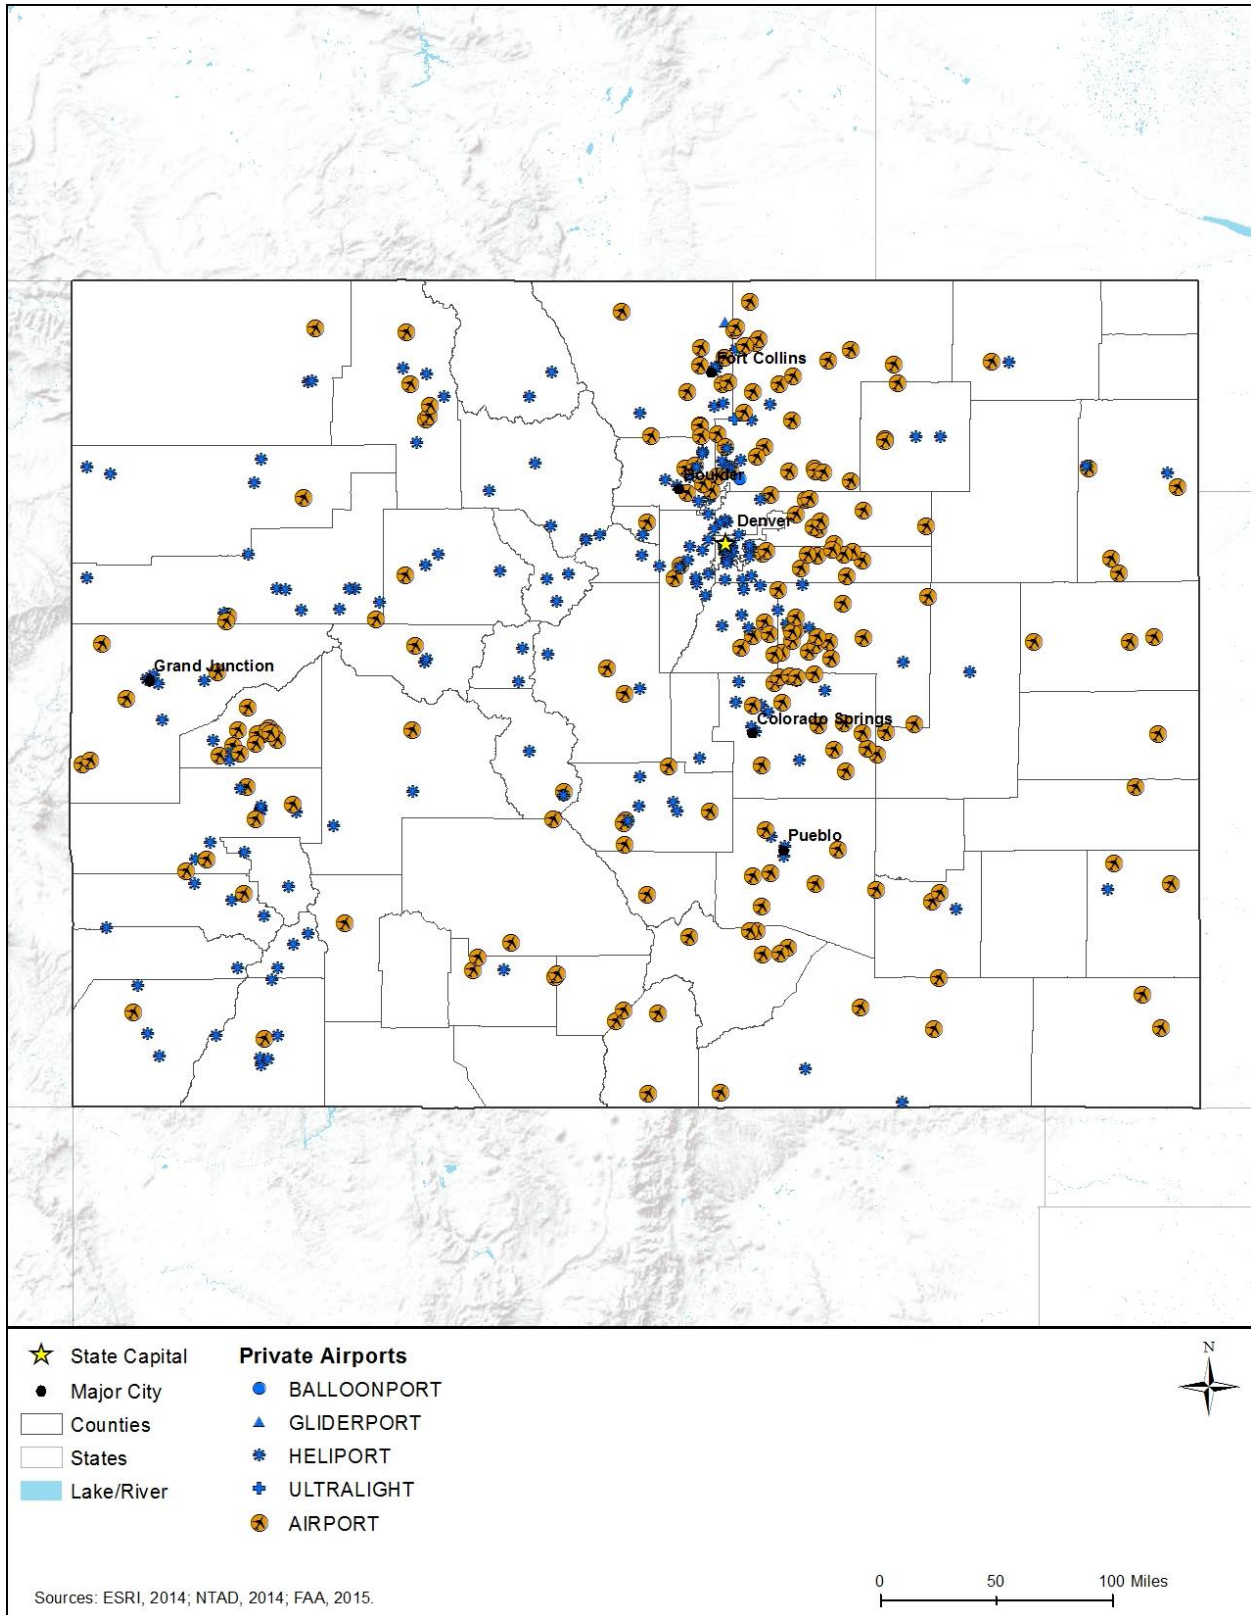 Fort Collins
Boulder
Denver
Grand Junction
Colorado Springs
Pueblo
State Capital
Major City
Counties
States
Lake/River
Private Airports
BALLOONPORT
GLIDERPORT
HELIPORT
ULTRALIGHT
AIRPORT
N
0 50 100 Miles
Sources: ESRI, 2014; NTAD, 2014; FAA, 2015.